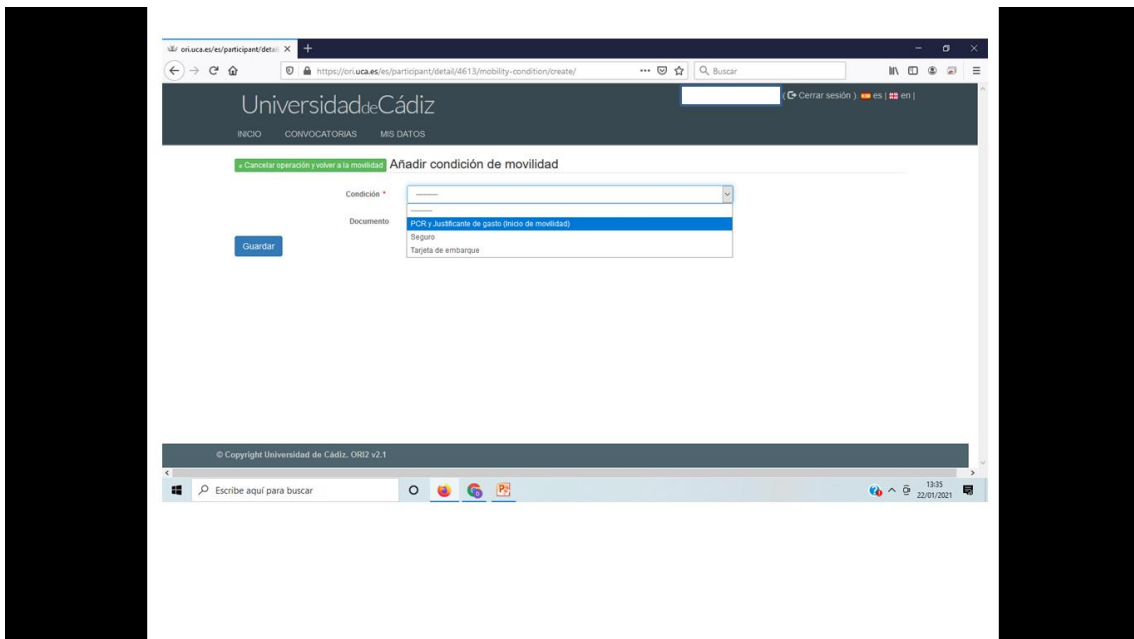 ori.uca.es/es/participant/detai
https://ori.uca.es/es/participant/detail/4613/mobility-condition/create/
Buscar
UniversidaddeCádiz
( Cerrar sesión ) es | en |
INICIO CONVOCATORIAS MIS DATOS
« Cancelar operación y volver a la movilidad Añadir condición de movilidad
Condición *
---------
---------
Documento
PCR y Justificante de gasto (inicio de movilidad)
Seguro
Tarjeta de embarque
Guardar
© Copyright Universidad de Cádiz. ORI2 v2.1
Escribe aquí para buscar
13:35
22/01/2021